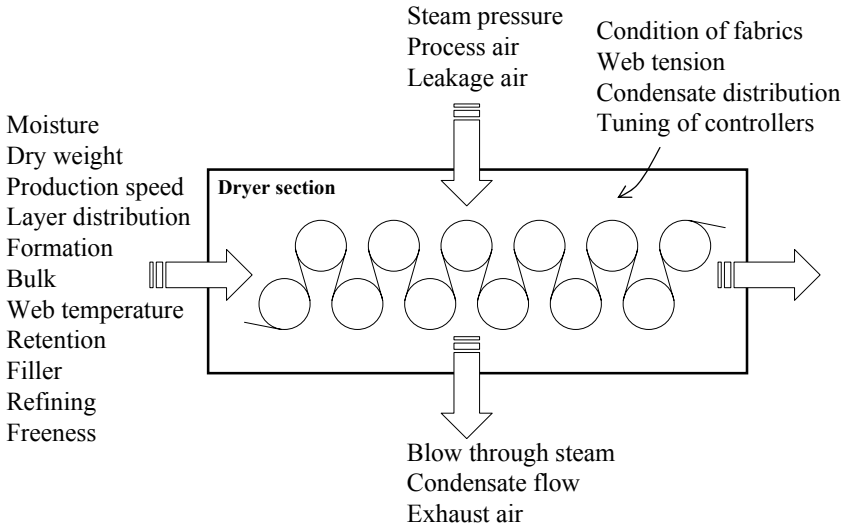 Steam pressure
Process air
Leakage air
Condition of fabrics
Web tension
Condensate distribution
Tuning of controllers
Moisture
Dry weight
Production speed
Layer distribution
Formation
Bulk
Web temperature
Retention
Filler
Refining
Freeness
Dryer section
Blow through steam
Condensate flow
Exhaust air